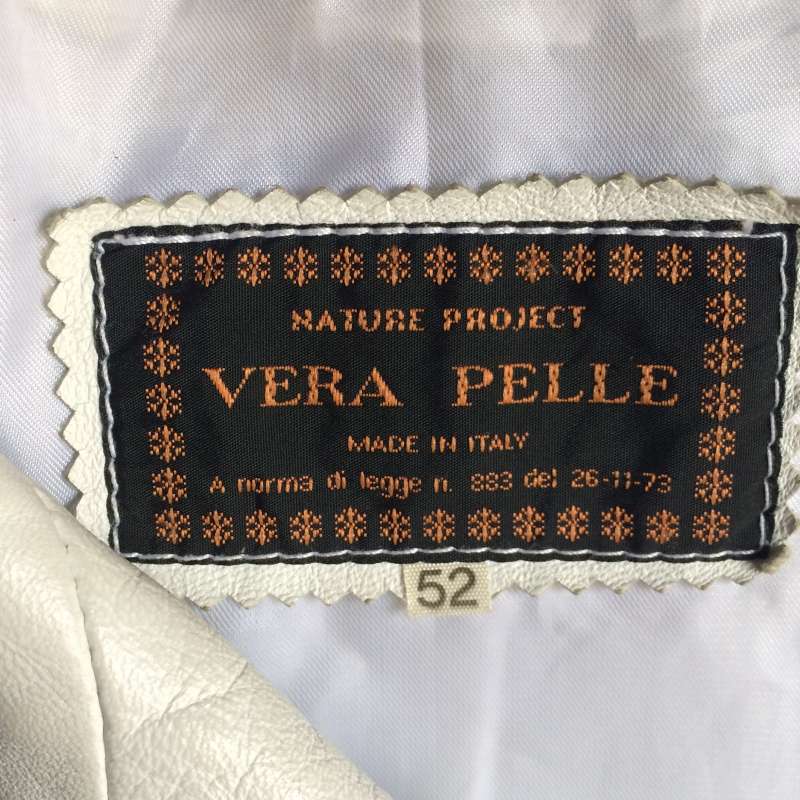 NATURE PROJECT
VERA PELLE
MADE IN ITALY
A norma di legge n. 883 del 26-11-73
52